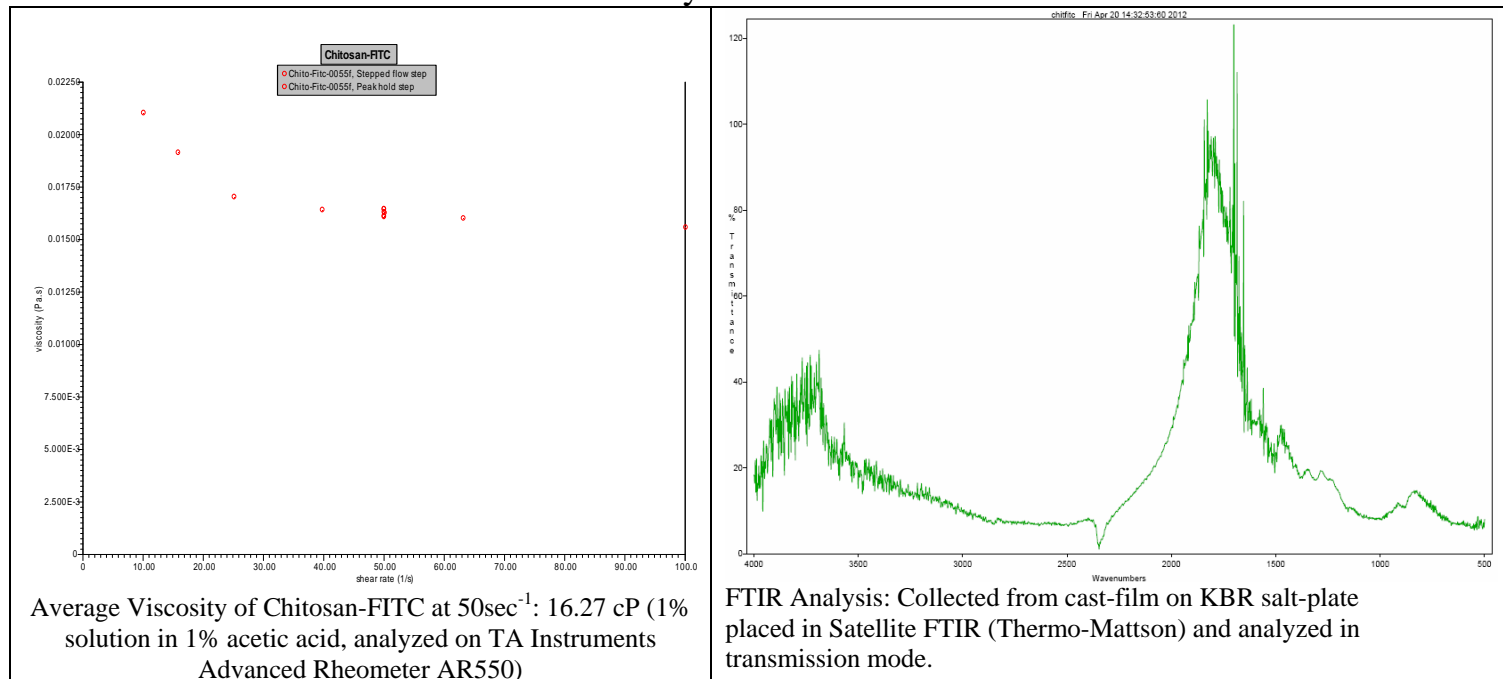 Chitosan-FITC
Chito-Fitc-0055f, Stepped flow step
Chito-Fitc-0055f, Peak hold step
0.02250
0.02000
0.01750
0.01500
0.01250
0.01000
7.500E-3
5.000E-3
2.500E-3
0
viscosity (Pa.s)
0 10.00 20.00 30.00 40.00 50.00 60.00 70.00 80.00 90.00 100.0
shear rate (1/s)
Average Viscosity of Chitosan-FITC at 50sec-1: 16.27 cP (1%
solution in 1% acetic acid, analyzed on TA Instruments
Advanced Rheometer AR550)
chitfitc Fri Apr 20 14:32:53:60 2012
120
100
80
60
40
20
0
% Transmittance
4000 3500 3000 2500 2000 1500 1000 500
Wavenumbers
FTIR Analysis: Collected from cast-film on KBR salt-plate
placed in Satellite FTIR (Thermo-Mattson) and analyzed in
transmission mode.